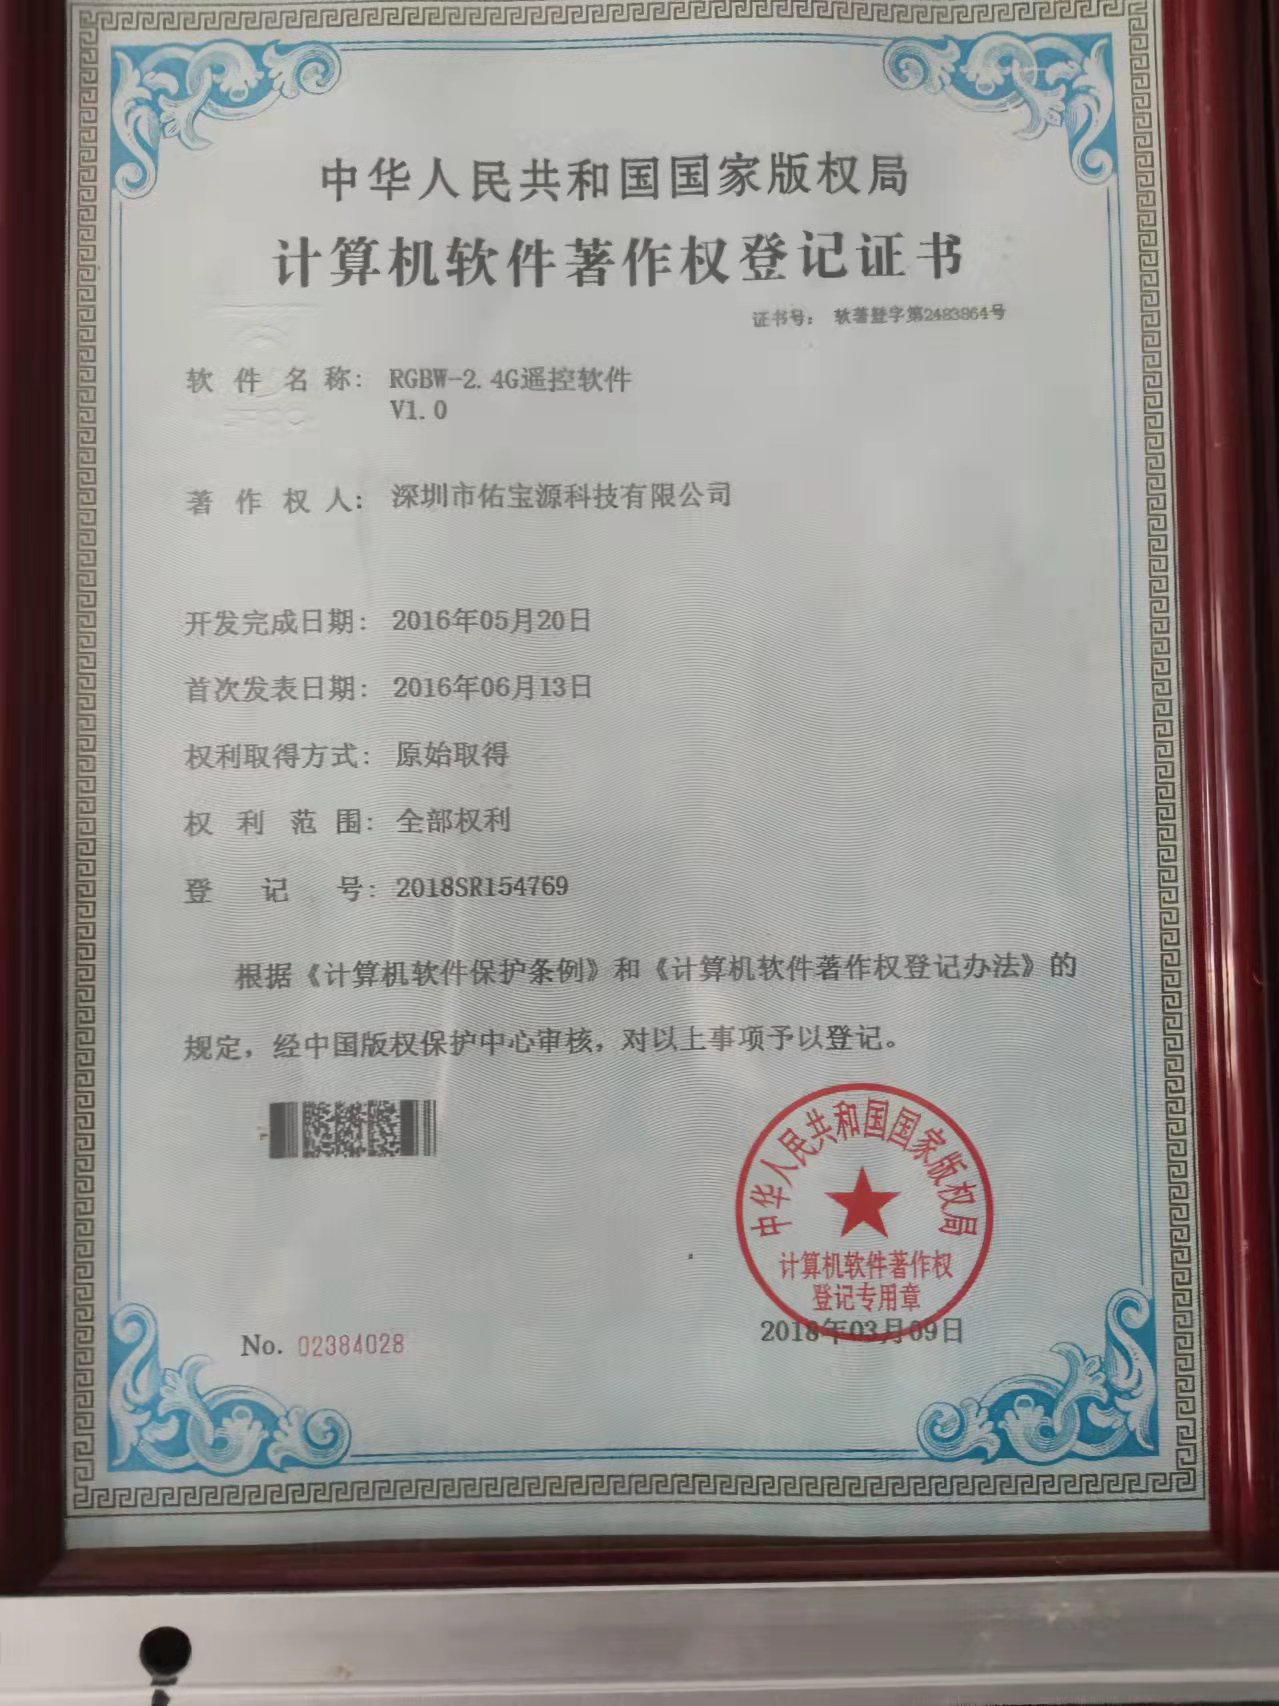 中华人民共和国国家版权局
计算机软件著作权登记证书
证书号： 软著登字第2483864号
软件名称： RGBW-2.4G遥控软件
V1.0
著作权人： 深圳市佑宝源科技有限公司
开发完成日期： 2016年05月20日
首次发表日期： 2016年06月13日
权利取得方式： 原始取得
权利范围： 全部权利
登记号： 2018SR154769
根据《计算机软件保护条例》和《计算机软件著作权登记办法》的
规定，经中国版权保护中心审核，对以上事项予以登记。
中华人民共和国国家版权局
计算机软件著作权
登记专用章
No. 02384028
2018年03月09日